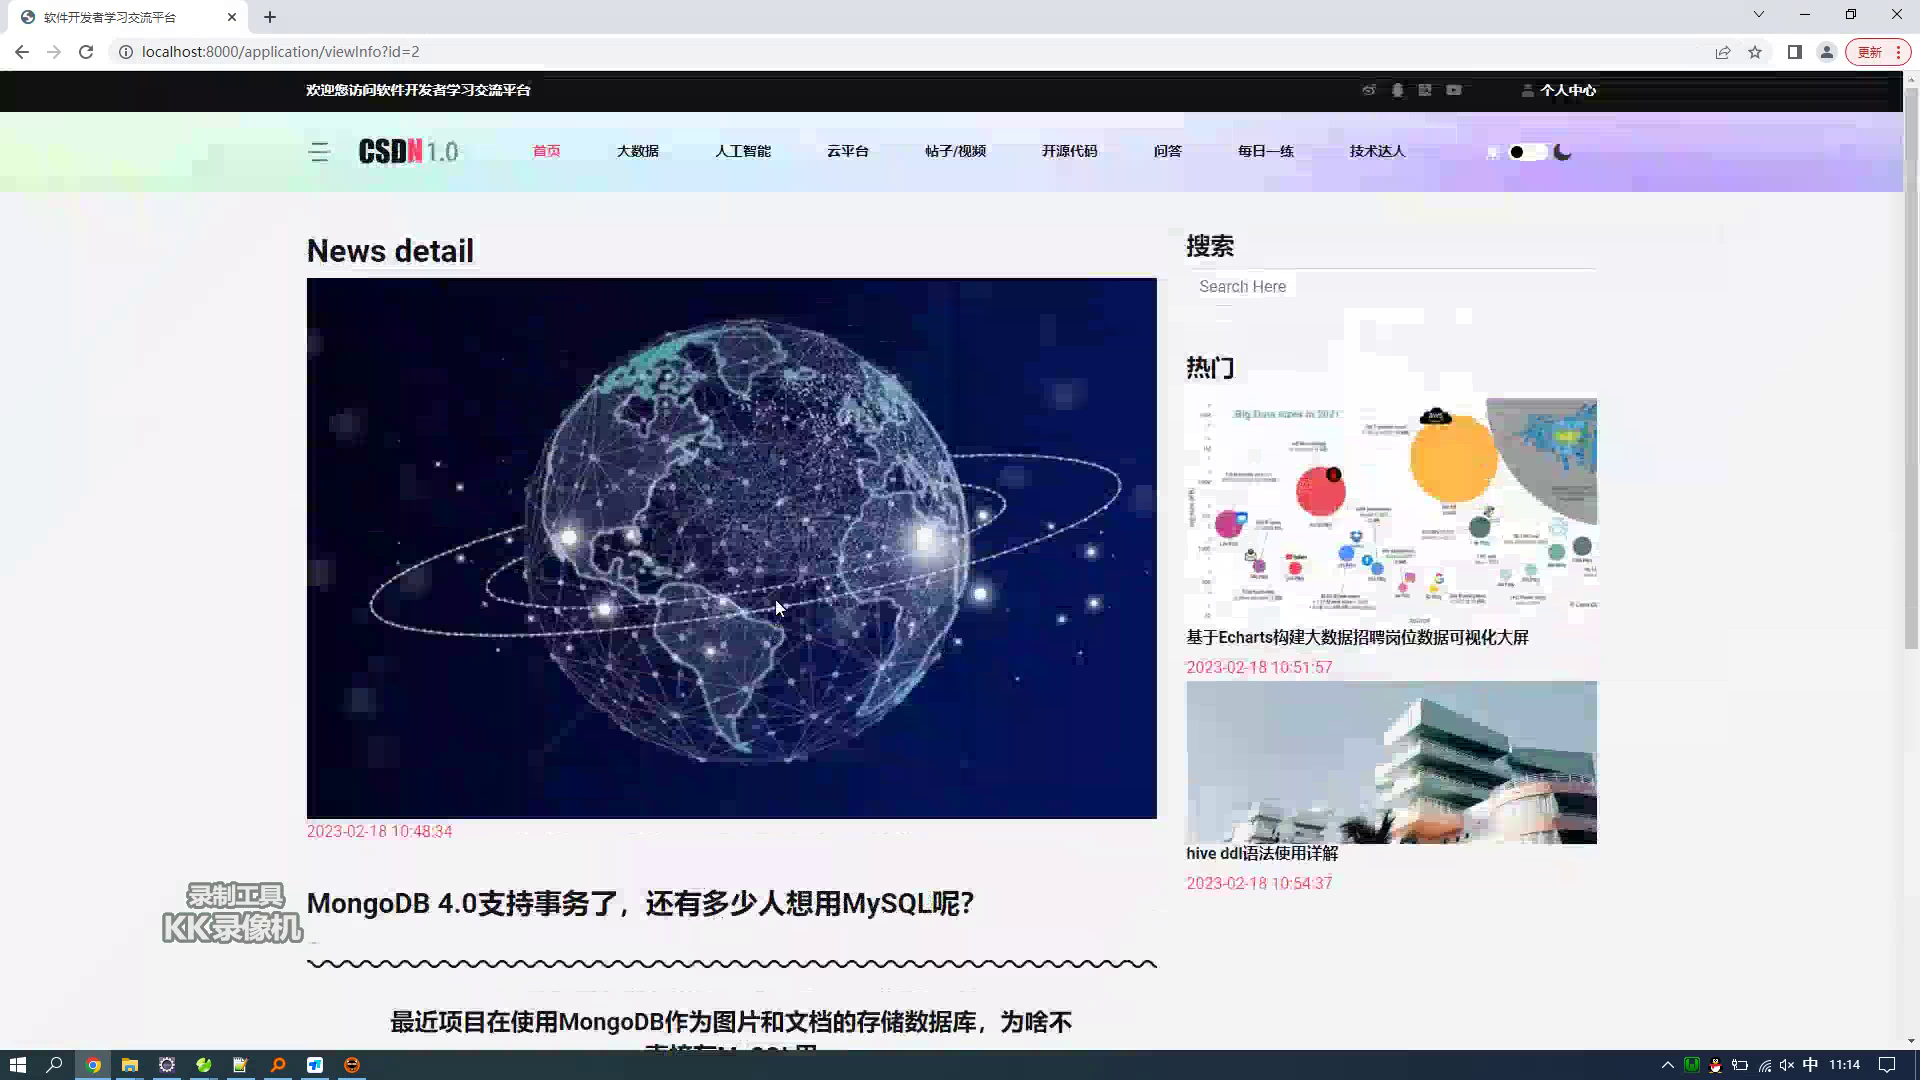 软件开发者学习交流平台
localhost:8000/application/viewInfo?id=2
更新
欢迎您访问软件开发者学习交流平台
个人中心
CSDN 1.0
首页
大数据
人工智能
云平台
帖子/视频
开源代码
问答
每日一练
技术达人
News detail
2023-02-18 10:48:34
MongoDB 4.0支持事务了，还有多少人想用MySQL呢？
最近项目在使用MongoDB作为图片和文档的存储数据库，为啥不
搜索
Search Here
热门
Big Data sizes in 2021
aws
基于Echarts构建大数据招聘岗位数据可视化大屏
2023-02-18 10:51:57
hive ddl语法使用详解
2023-02-18 10:54:37
录制工具
KK录像机
中
11:14